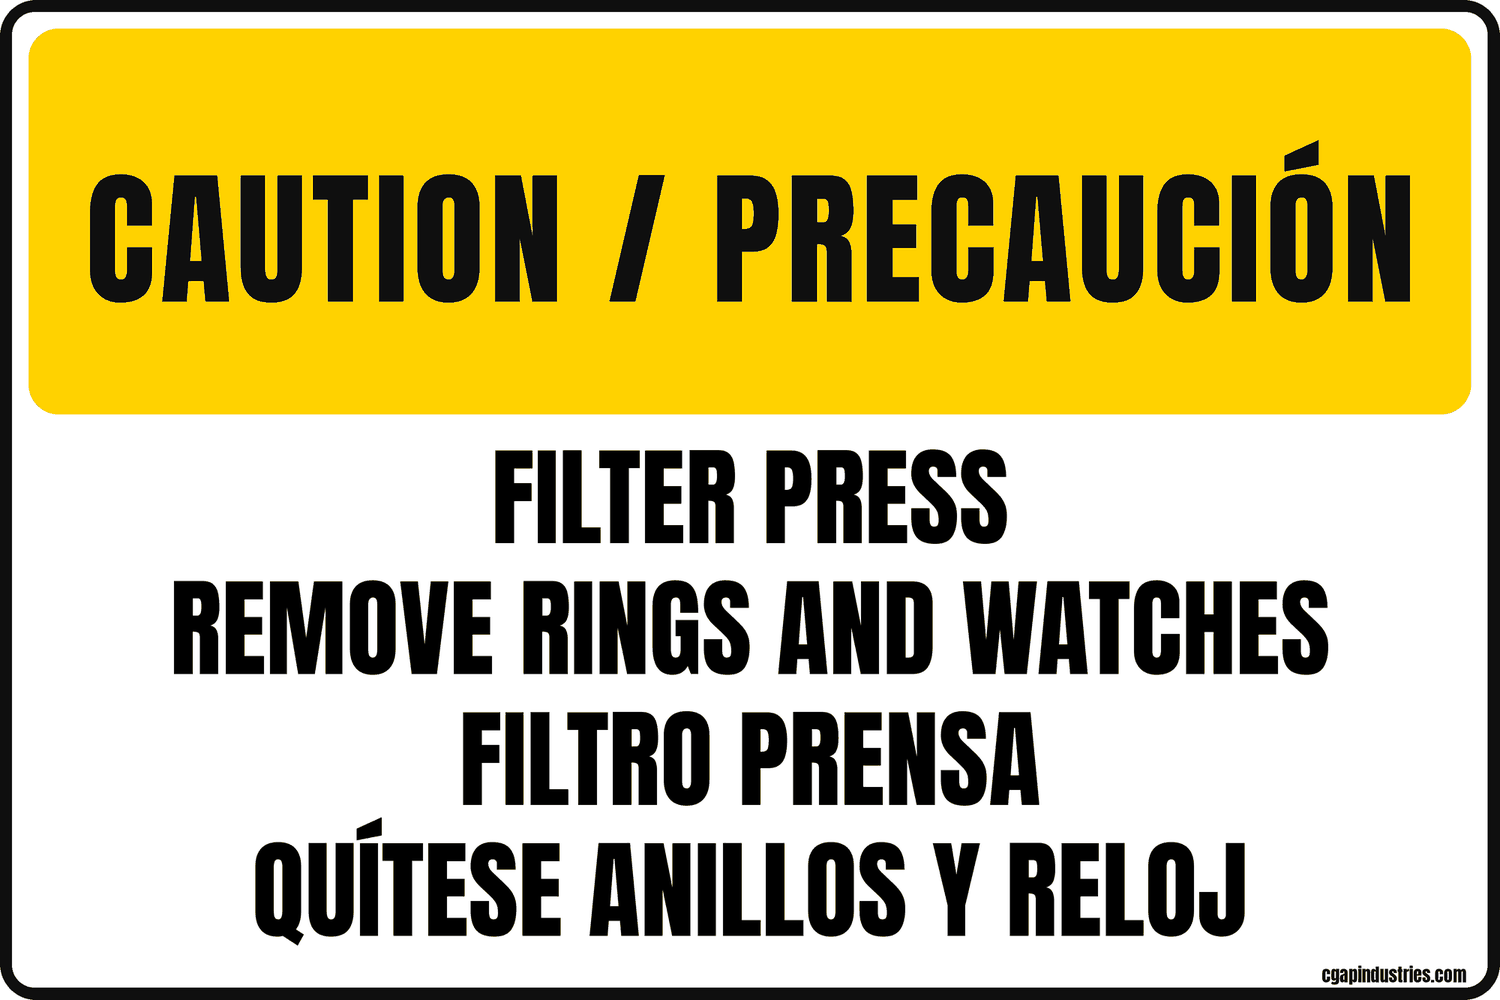 CAUTION / PRECAUCIÓN
FILTER PRESS
REMOVE RINGS AND WATCHES
FILTRO PRENSA
QUÍTESE ANILLOS Y RELOJ
cgapindustries.com